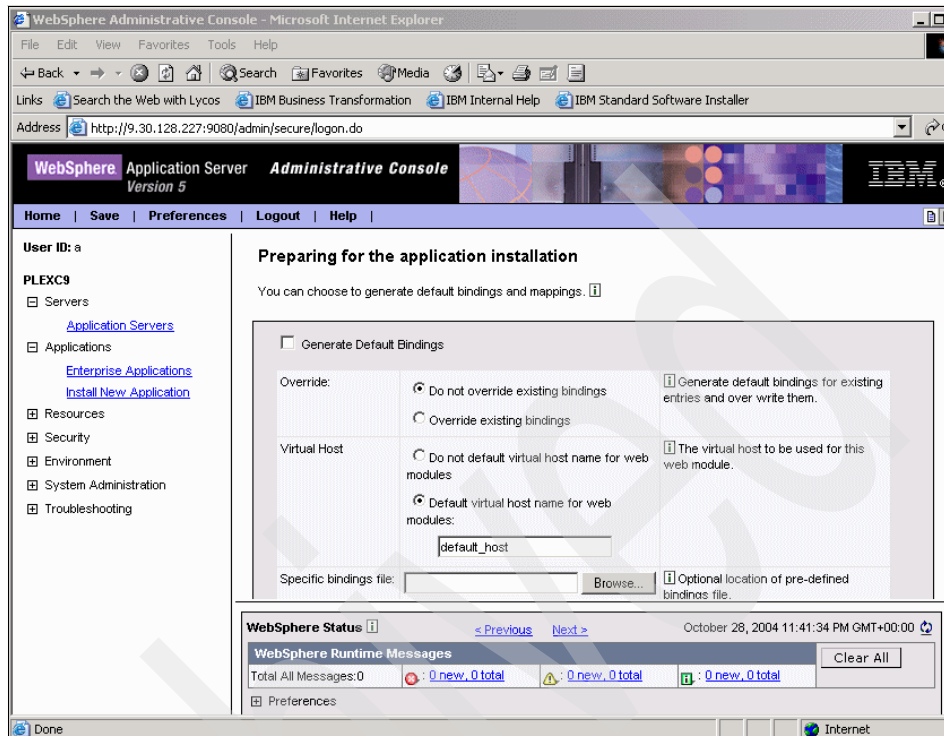 WebSphere Administrative Console - Microsoft Internet Explorer
File Edit View Favorites Tools Help
Back Search Favorites Media
Links Search the Web with Lycos IBM Business Transformation IBM Internal Help IBM Standard Software Installer
Address http://9.30.128.227:9080/admin/secure/logon.do
WebSphere Application Server Administrative Console
Version 5
IBM
Home | Save | Preferences | Logout | Help |
User ID: a
PLEXC9
Servers
Application Servers
Applications
Enterprise Applications
Install New Application
Resources
Security
Environment
System Administration
Troubleshooting
Preparing for the application installation
You can choose to generate default bindings and mappings. i
Generate Default Bindings
Override:
Do not override existing bindings
Override existing bindings
i Generate default bindings for existing
entries and over write them.
Virtual Host
Do not default virtual host name for web
modules
Default virtual host name for web
modules:
default_host
i The virtual host to be used for this
web module.
Specific bindings file:
Browse...
i Optional location of pre-defined
bindings file.
WebSphere Status i < Previous Next > October 28, 2004 11:41:34 PM GMT+00:00
WebSphere Runtime Messages
Clear All
Total All Messages:0 : 0 new, 0 total : 0 new, 0 total : 0 new, 0 total
Preferences
Done Internet